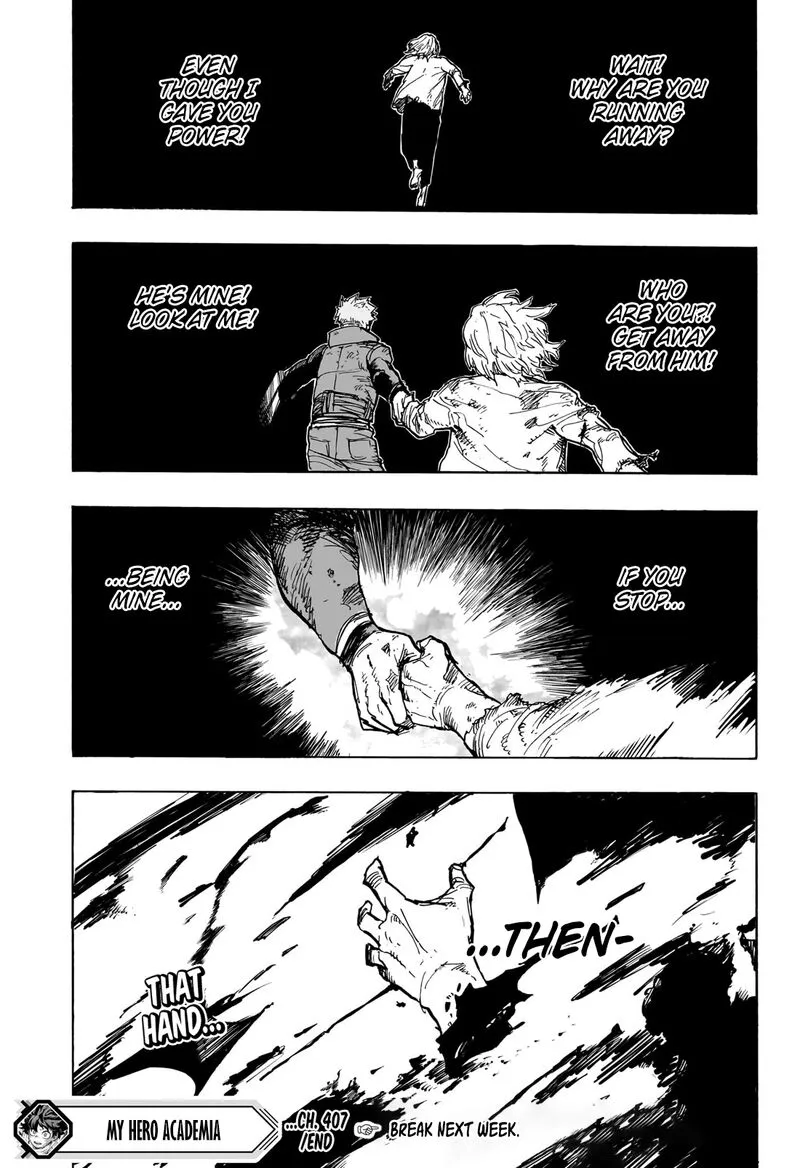 WAIT!
WHY ARE YOU
RUNNING
AWAY?
EVEN
THOUGH I
GAVE YOU
POWER!
WHO
ARE YOU?!
GET AWAY
FROM HIM!
HE'S MINE!
LOOK AT ME!
IF YOU
STOP...
...BEING
MINE...
...THEN-
THAT
HAND...
MY HERO ACADEMIA
...CH. 407
/END
☞ BREAK NEXT WEEK.